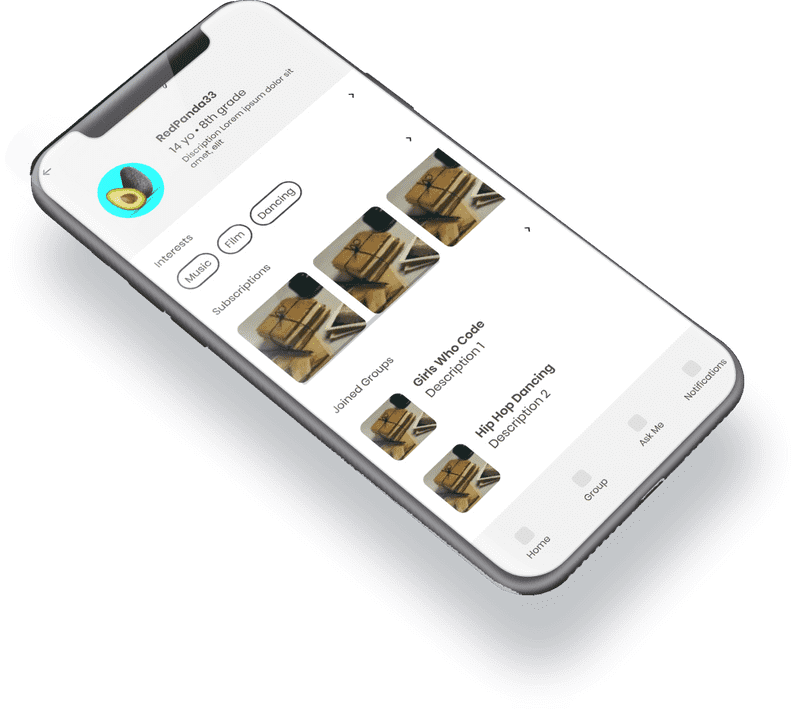 RedPanda33
14 yo • 8th grade
Discription Lorem ipsum dolor sit
amet, elit
Interests
Music
Film
Dancing
Subscriptions
Joined Groups
Girls Who Code
Description 1
Hip Hop Dancing
Description 2
Home
Group
Ask Me
Notifications